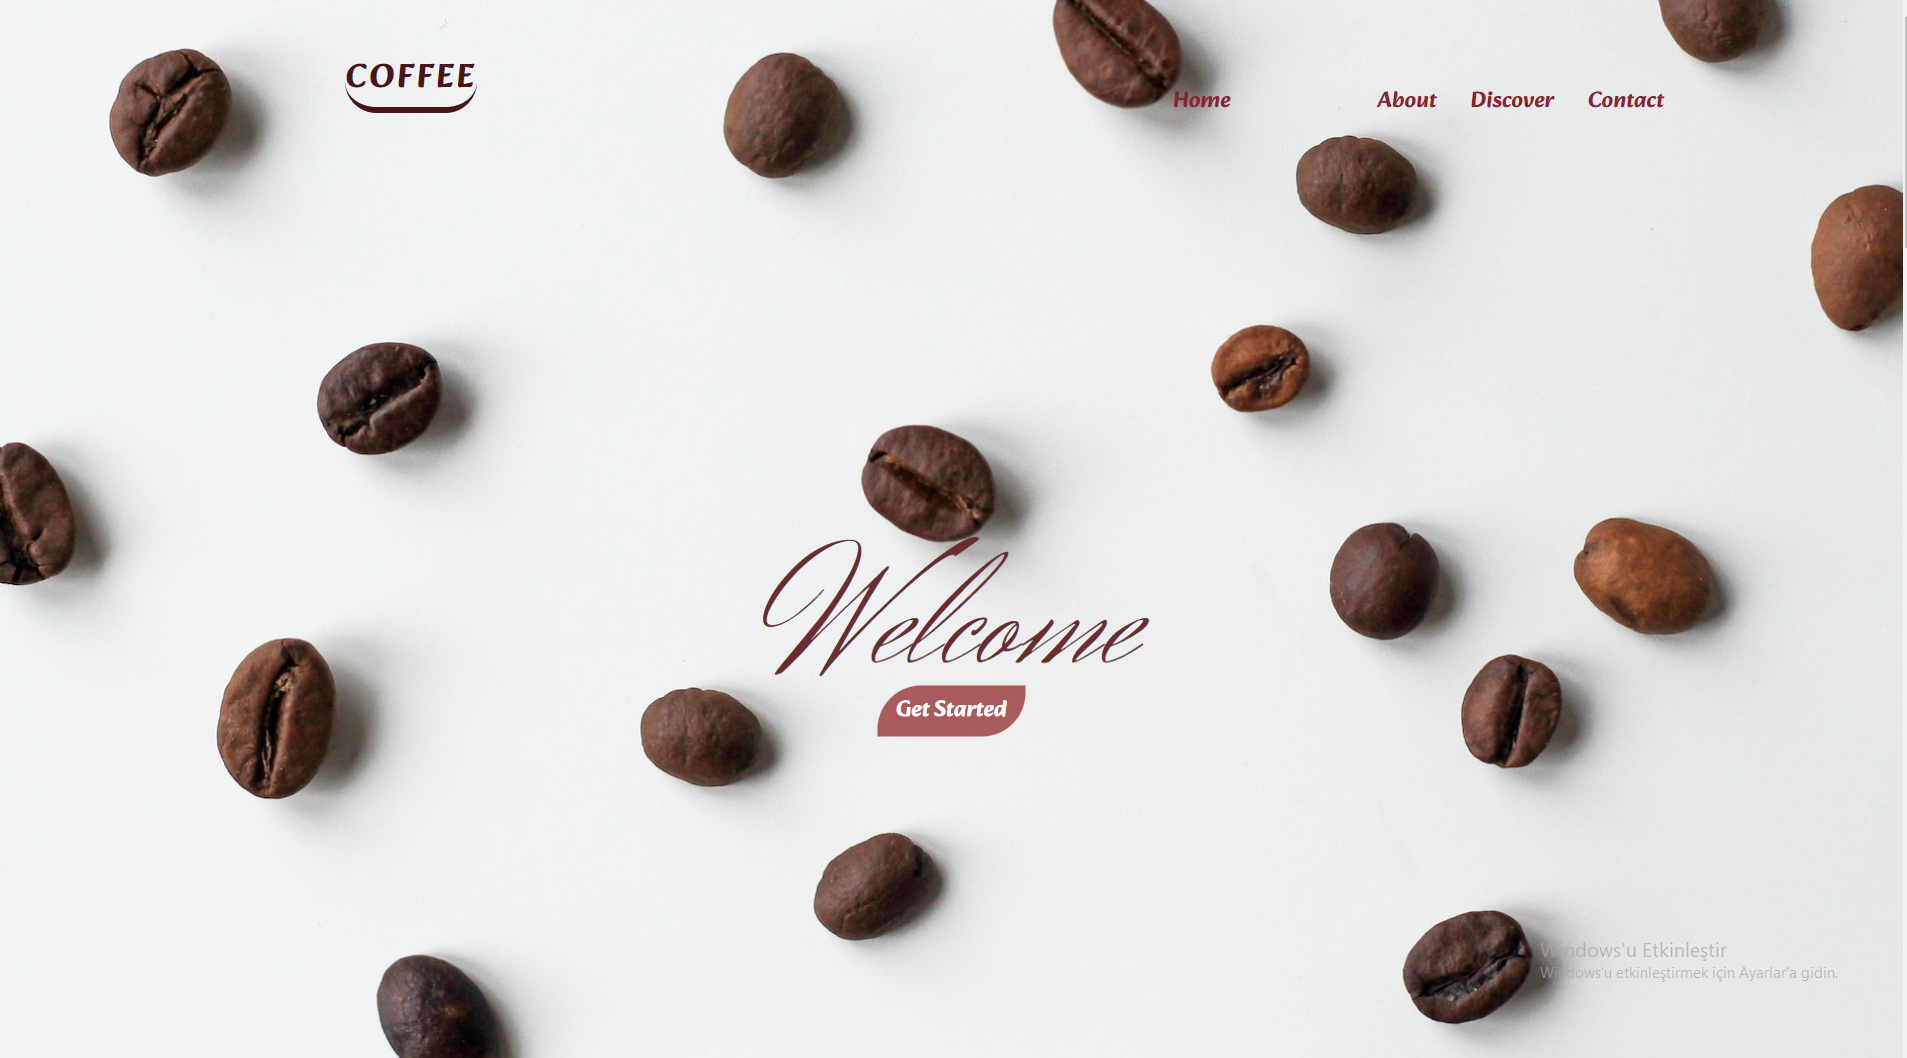 COFFEE
Home About Discover Contact
Welcome
Get Started
Windows'u Etkinleştir
Windows'u etkinleştirmek için Ayarlar'a gidin.